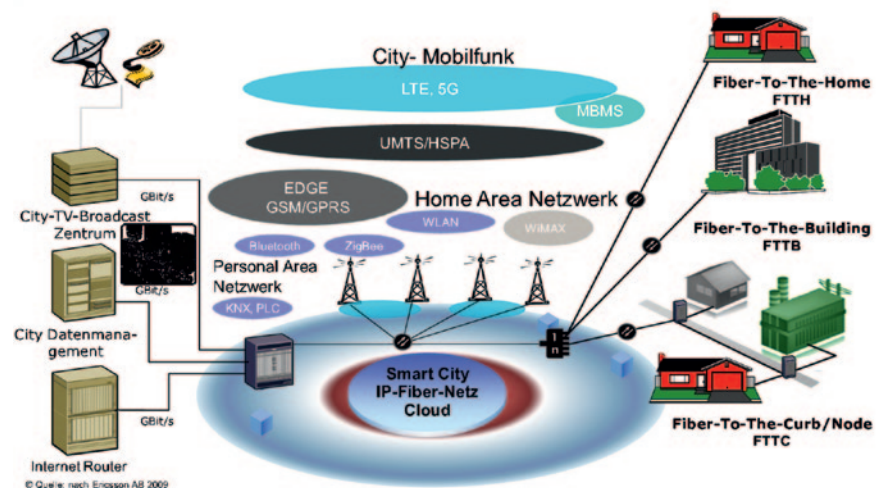 City- Mobilfunk
LTE, 5G
MBMS
UMTS/HSPA
EDGE
GSM/GPRS
Home Area Netzwerk
WLAN
WiMAX
Bluetooth
ZigBee
Personal Area
Netzwerk
KNX, PLC
GBit/s
City-TV-Broadcast
Zentrum
GBit/s
City Datenmana-
gement
GBit/s
Internet Router
© Quelle: nach Ericsson AB 2009
Smart City
IP-Fiber-Netz
Cloud
1
n
Fiber-To-The-Home
FTTH
Fiber-To-The-Building
FTTB
Fiber-To-The-Curb/Node
FTTC